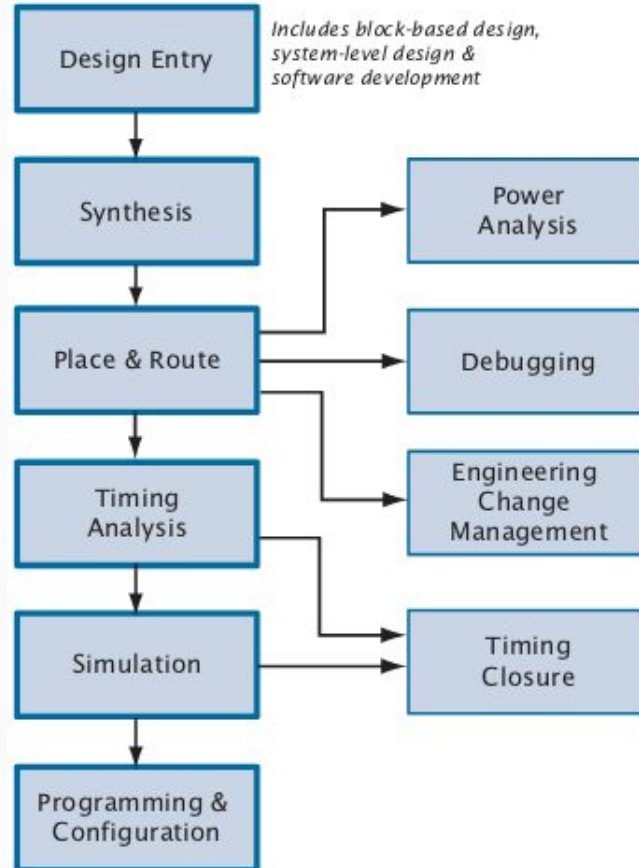 Design Entry
Includes block-based design,
system-level design &
software development
Synthesis
Power
Analysis
Place & Route
Debugging
Timing
Analysis
Engineering
Change
Management
Simulation
Timing
Closure
Programming &
Configuration